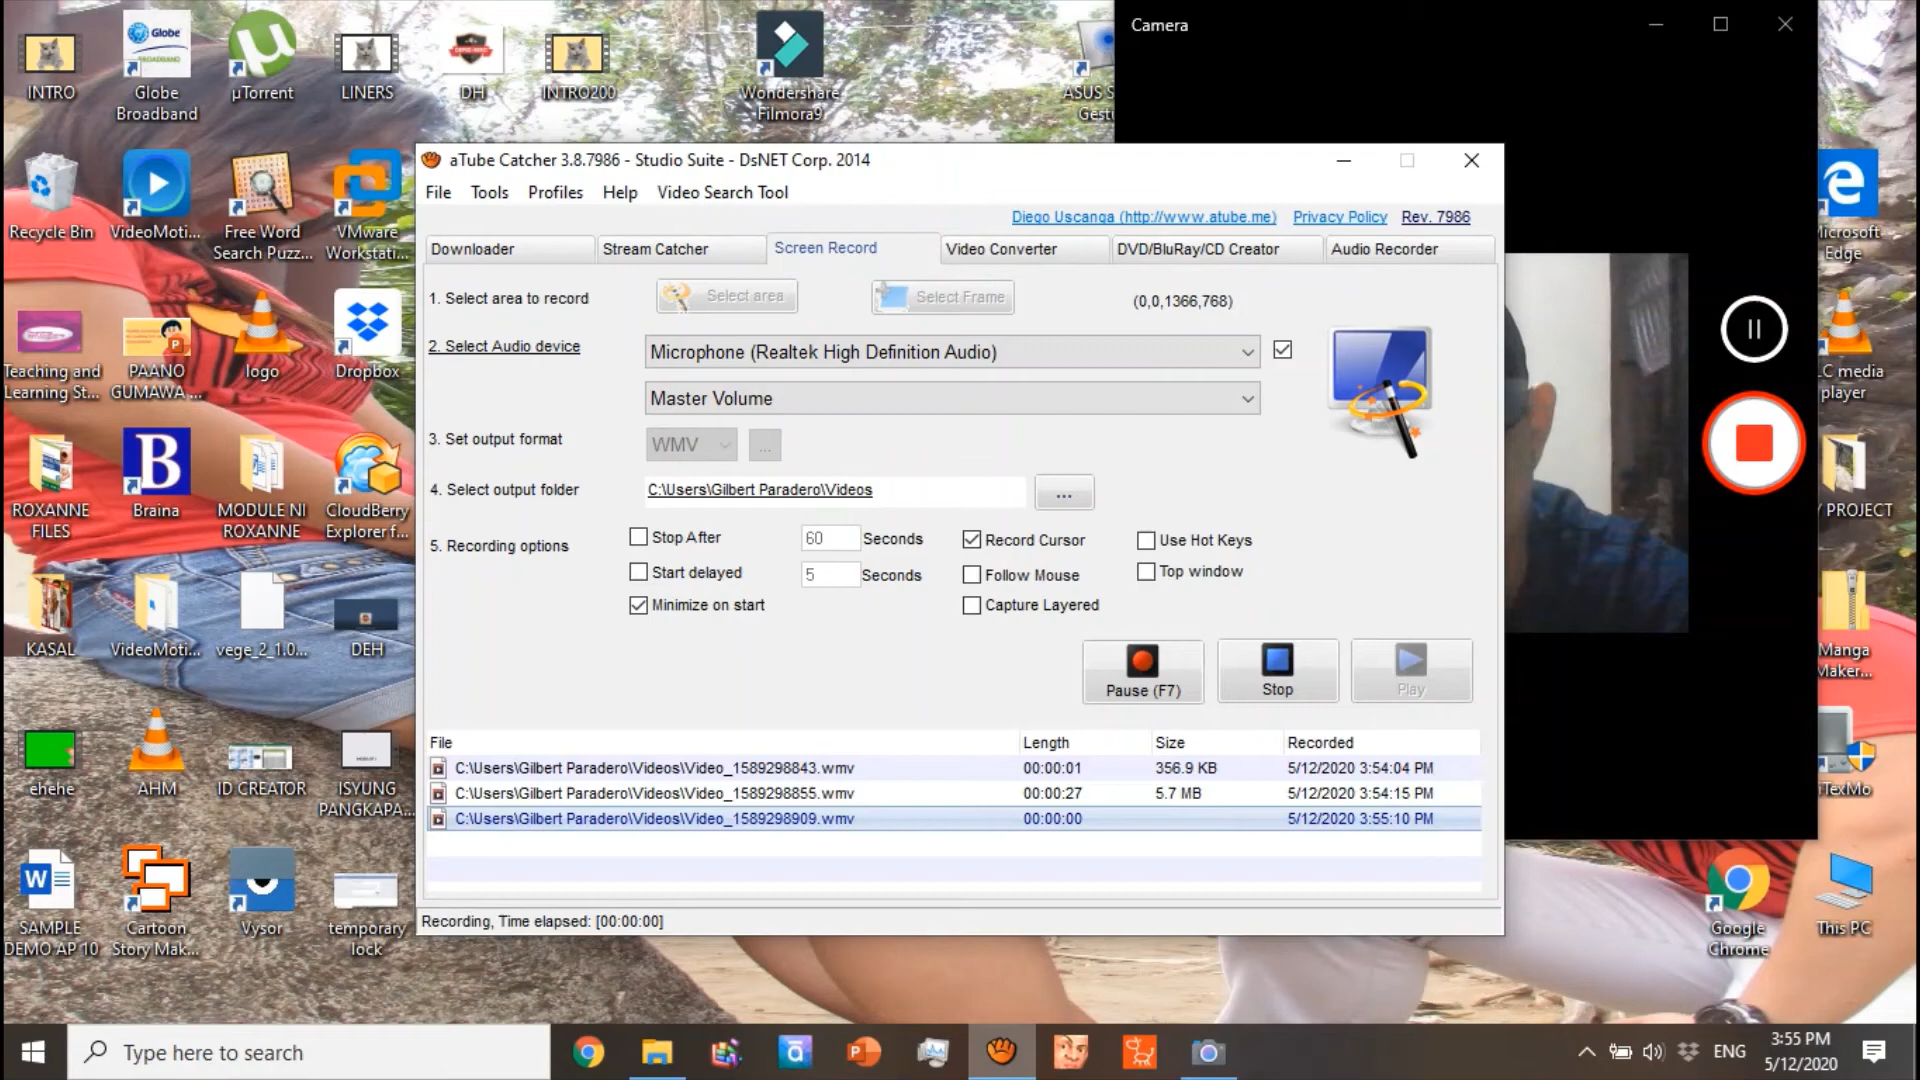 INTRO
Globe Broadband
µTorrent
LINERS
DH
INTRO200
Wondershare Filmora9
ASUS S
Gestu
Camera
Globe
BROADBAND
Recycle Bin
VideoMoti...
Free Word Search Puzz...
VMware Workstati...
Microsoft Edge
Teaching and Learning St...
PAANO GUMAWA ...
logo
Dropbox
LC media player
ROXANNE FILES
Braina
MODULE NI ROXANNE
CloudBerry Explorer f...
/ PROJECT
KASAL
VideoMoti...
vege_2_1.0...
DEH
Manga Maker...
ehehe
AHM
ID CREATOR
ISYUNG PANGKAPA...
iTexMo
SAMPLE DEMO AP 10
Cartoon Story Mak...
Vysor
temporary lock
Google Chrome
This PC
aTube Catcher 3.8.7986 - Studio Suite - DsNET Corp. 2014
File Tools Profiles Help Video Search Tool
Diego Uscanga (http://www.atube.me) Privacy Policy Rev. 7986
Downloader Stream Catcher Screen Record Video Converter DVD/BluRay/CD Creator Audio Recorder
1. Select area to record Select area Select Frame (0,0,1366,768)
2. Select Audio device Microphone (Realtek High Definition Audio)
Master Volume
3. Set output format WMV ...
4. Select output folder C:\Users\Gilbert Paradero\Videos ...
5. Recording options
Stop After 60 Seconds Record Cursor Use Hot Keys
Start delayed 5 Seconds Follow Mouse Top window
Minimize on start Capture Layered
Pause (F7) Stop Play
File Length Size Recorded
C:\Users\Gilbert Paradero\Videos\Video_1589298843.wmv 00:00:01 356.9 KB 5/12/2020 3:54:04 PM
C:\Users\Gilbert Paradero\Videos\Video_1589298855.wmv 00:00:27 5.7 MB 5/12/2020 3:54:15 PM
C:\Users\Gilbert Paradero\Videos\Video_1589298909.wmv 00:00:00 5/12/2020 3:55:10 PM
Recording, Time elapsed: [00:00:00]
Type here to search
ENG
3:55 PM
5/12/2020